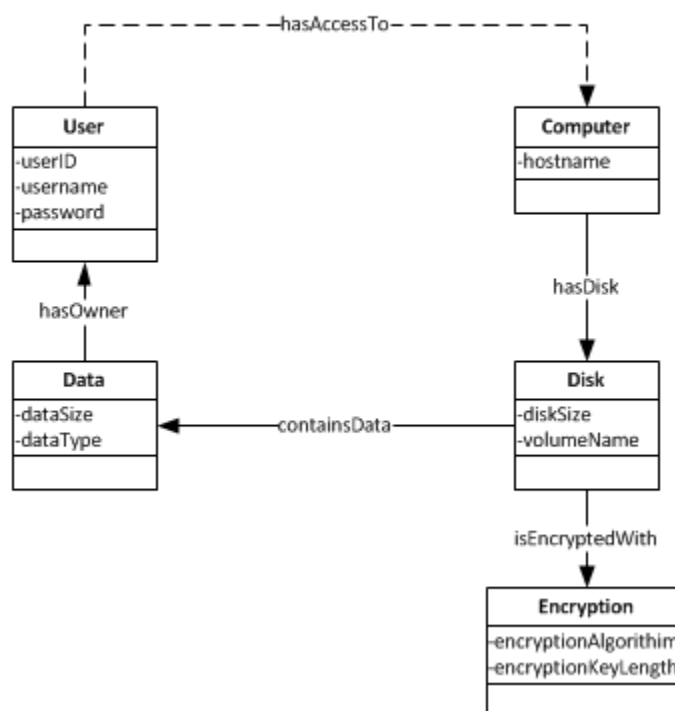 hasAccessTo
User
-userID
-username
-password
Computer
-hostname
hasOwner
hasDisk
Data
-dataSize
-dataType
containsData
Disk
-diskSize
-volumeName
isEncryptedWith
Encryption
-encryptionAlgorithim
-encryptionKeyLength